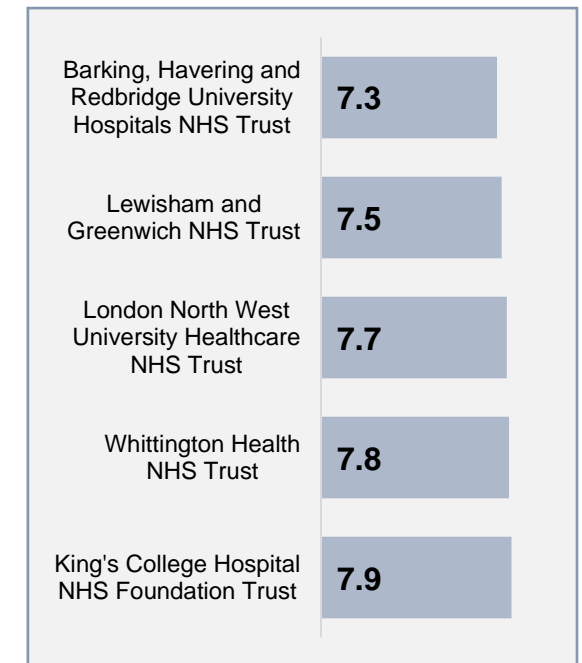 Barking, Havering and
Redbridge University
Hospitals NHS Trust
7.3
Lewisham and
Greenwich NHS Trust
7.5
London North West
University Healthcare
NHS Trust
7.7
Whittington Health
NHS Trust
7.8
King's College Hospital
NHS Foundation Trust
7.9